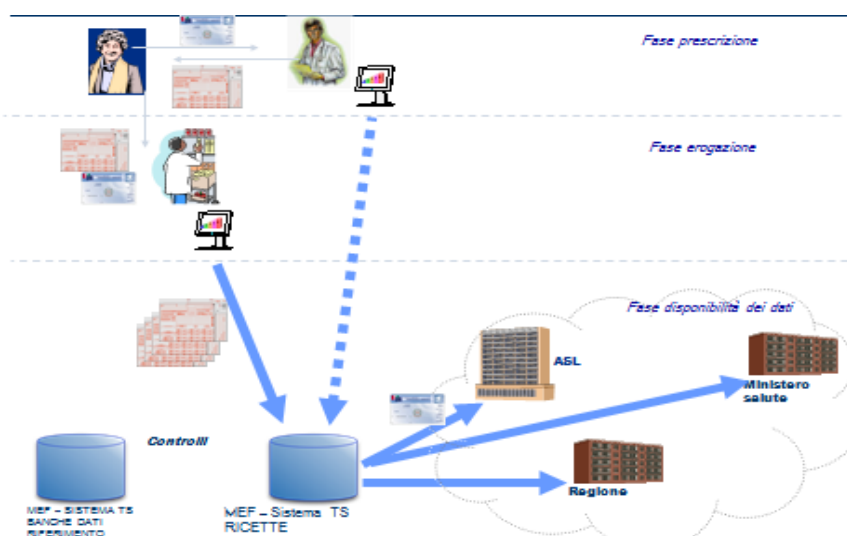 Fase prescrizione
Fase erogazione
Fase disponibilità dei dati
ASL
Ministero
salute
Controlli
Regione
MEF – SISTEMA TS
BANCHE DATI
RIFERIMENTO
MEF – Sistema TS
RICETTE